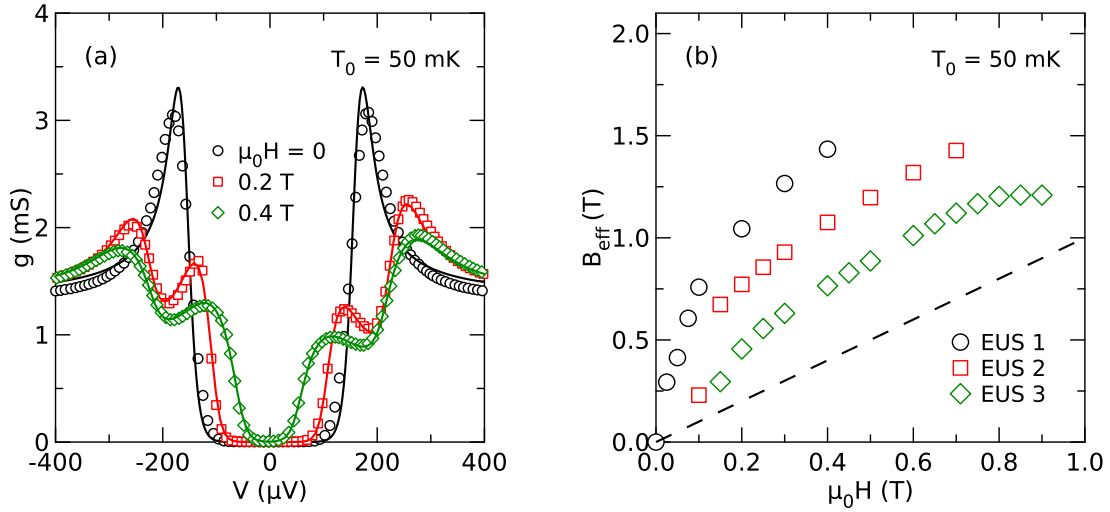 (a)
T0 = 50 mK
μ0H = 0
0.2 T
0.4 T
g (mS)
4
3
2
1
0
-400
-200
0
200
400
V (μV)
(b)
T0 = 50 mK
EUS 1
EUS 2
EUS 3
Beff (T)
2.0
1.5
1.0
0.5
0.0
0.0
0.2
0.4
0.6
0.8
1.0
μ0H (T)